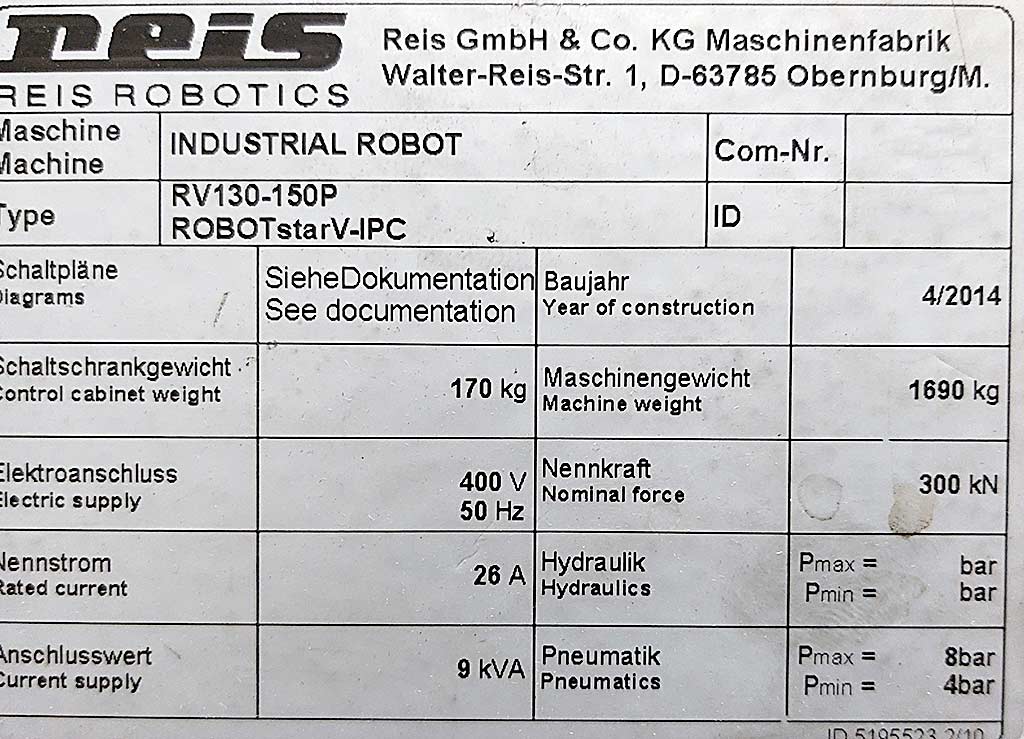 reis
REIS ROBOTICS
Reis GmbH & Co. KG Maschinenfabrik
Walter-Reis-Str. 1, D-63785 Obernburg/M.
Maschine
Machine
INDUSTRIAL ROBOT
Com-Nr.
Type
RV130-150P
ROBOTstarV-IPC
ID
Schaltpläne
Diagrams
SieheDokumentation
See documentation
Baujahr
Year of construction
4/2014
Schaltschrankgewicht
Control cabinet weight
170 kg
Maschinengewicht
Machine weight
1690 kg
Elektroanschluss
Electric supply
400 V
50 Hz
Nennkraft
Nominal force
300 kN
Nennstrom
Rated current
26 A
Hydraulik
Hydraulics
Pmax = bar
Pmin = bar
Anschlusswert
Current supply
9 kVA
Pneumatik
Pneumatics
Pmax = 8bar
Pmin = 4bar
ID 5195523 2/10